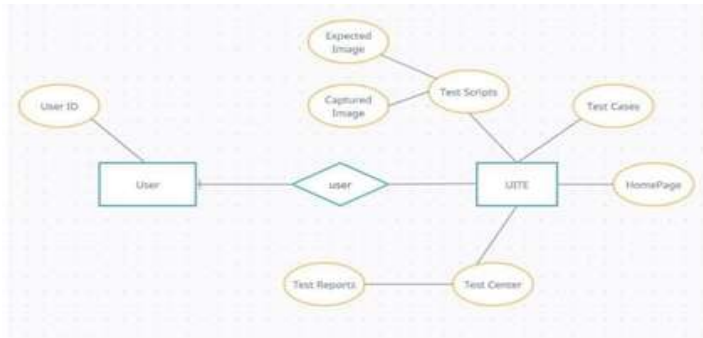 Expected
Image
Test Scripts
User ID
Captured
Image
Test Cases
User
user
UITE
HomePage
Test Reports
Test Center